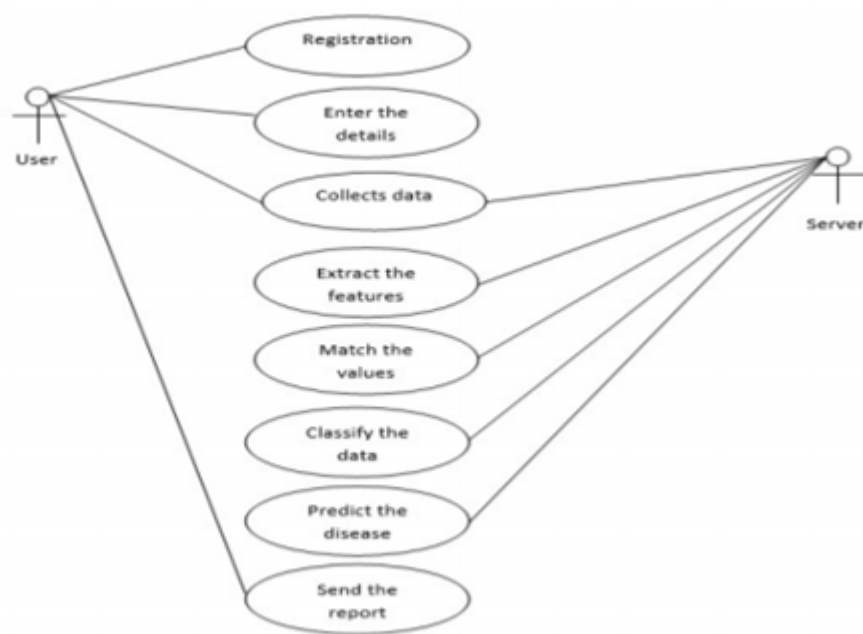 Registration
User
Enter the
details
Collects data
Server
Extract the
features
Match the
values
Classify the
data
Predict the
disease
Send the
report